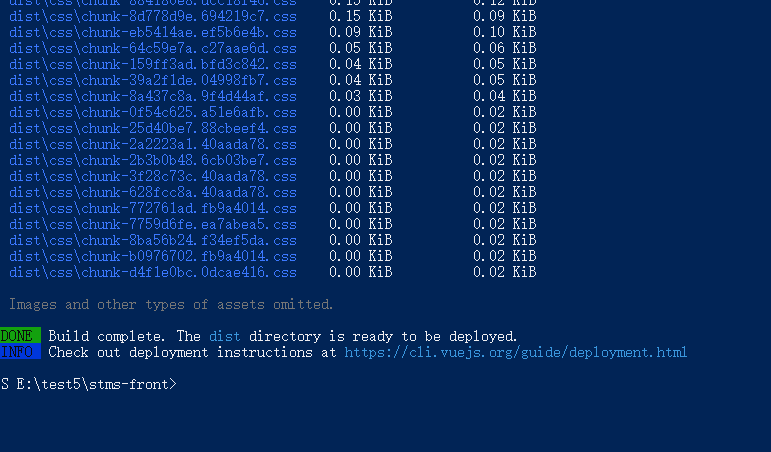 dist\css\chunk-8d778d9e.694219c7.css 0.15 KiB 0.09 KiB
dist\css\chunk-eb5414ae.ef5b6e4b.css 0.09 KiB 0.10 KiB
dist\css\chunk-64c59e7a.c27aae6d.css 0.05 KiB 0.06 KiB
dist\css\chunk-159ff3ad.bfd3c842.css 0.04 KiB 0.05 KiB
dist\css\chunk-39a2f1de.04998fb7.css 0.04 KiB 0.05 KiB
dist\css\chunk-8a437c8a.9f4d44af.css 0.03 KiB 0.04 KiB
dist\css\chunk-0f54c625.a51e6afb.css 0.00 KiB 0.02 KiB
dist\css\chunk-25d40be7.88cbeef4.css 0.00 KiB 0.02 KiB
dist\css\chunk-2a2223a1.40aada78.css 0.00 KiB 0.02 KiB
dist\css\chunk-2b3b0b48.6cb03be7.css 0.00 KiB 0.02 KiB
dist\css\chunk-3f28c73c.40aada78.css 0.00 KiB 0.02 KiB
dist\css\chunk-628fcc8a.40aada78.css 0.00 KiB 0.02 KiB
dist\css\chunk-772761ad.fb9a4014.css 0.00 KiB 0.02 KiB
dist\css\chunk-7759d6fe.ea7abea5.css 0.00 KiB 0.02 KiB
dist\css\chunk-8ba56b24.f34ef5da.css 0.00 KiB 0.02 KiB
dist\css\chunk-b0976702.fb9a4014.css 0.00 KiB 0.02 KiB
dist\css\chunk-d4f1e0bc.0dcae416.css 0.00 KiB 0.02 KiB
Images and other types of assets omitted.
DONE Build complete. The dist directory is ready to be deployed.
INFO Check out deployment instructions at https://cli.vuejs.org/guide/deployment.html
S E:\test5\stms-front>